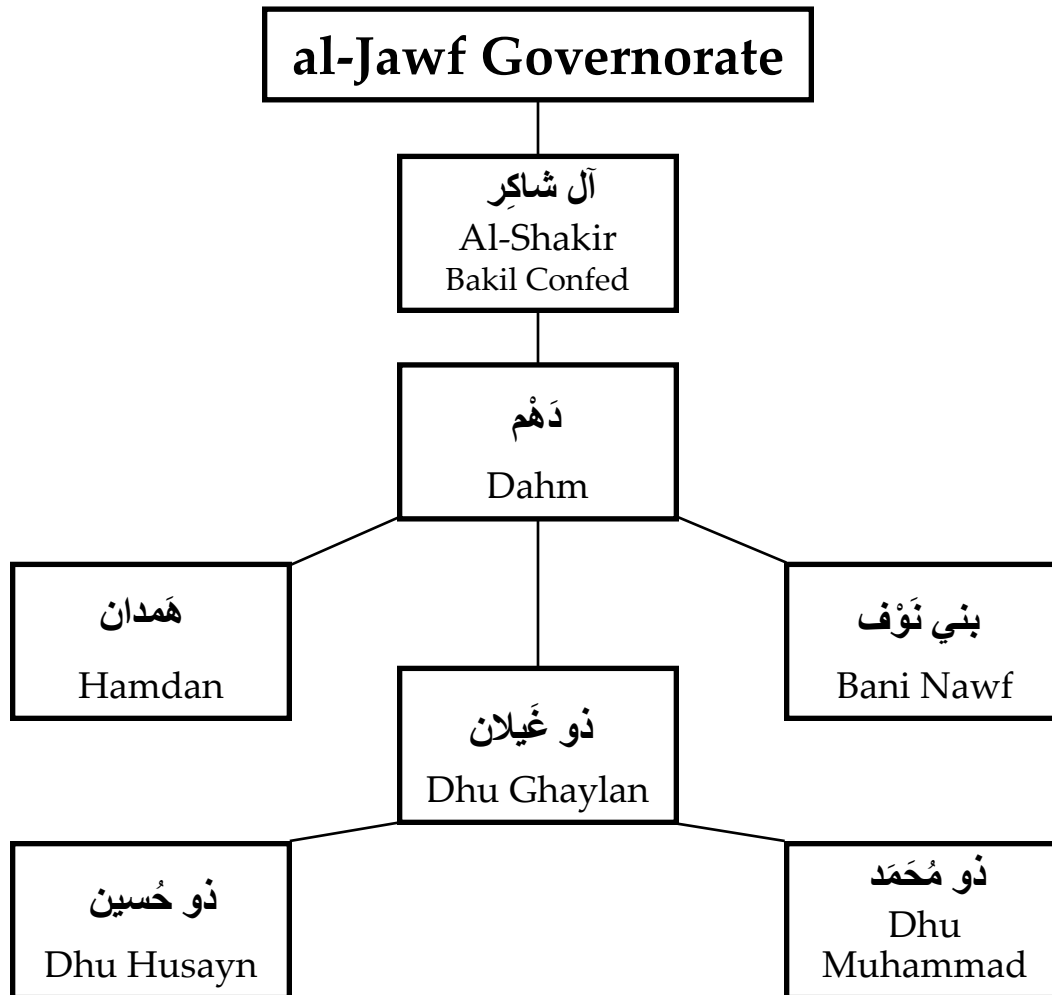 al-Jawf Governorate
آل شاكِر
Al-Shakir
Bakil Confed
دَهْم
Dahm
هَمدان
Hamdan
بني نَوْف
Bani Nawf
ذو غَيلان
Dhu Ghaylan
ذو حُسين
Dhu Husayn
ذو مُحَمَد
Dhu
Muhammad